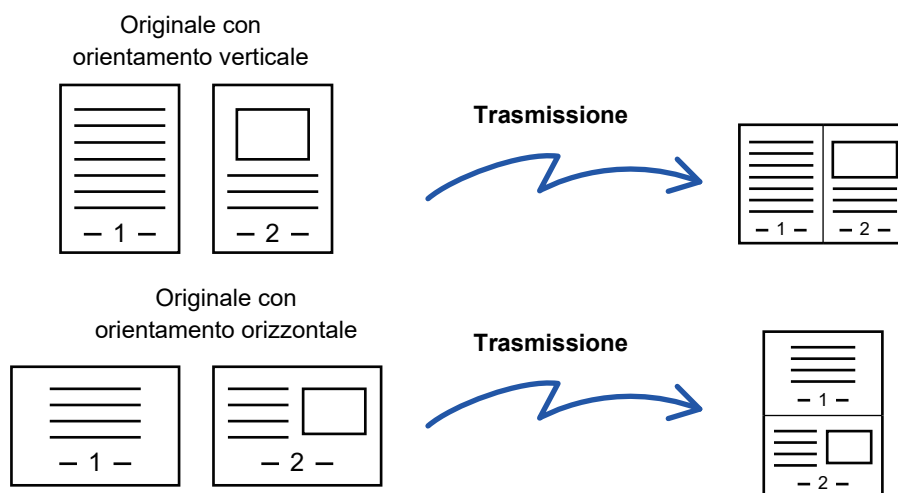 Originale con
orientamento verticale
Trasmissione
– 1 –
– 2 –
– 1 –
– 2 –
Originale con
orientamento orizzontale
Trasmissione
– 1 –
– 2 –
– 1 –
– 2 –